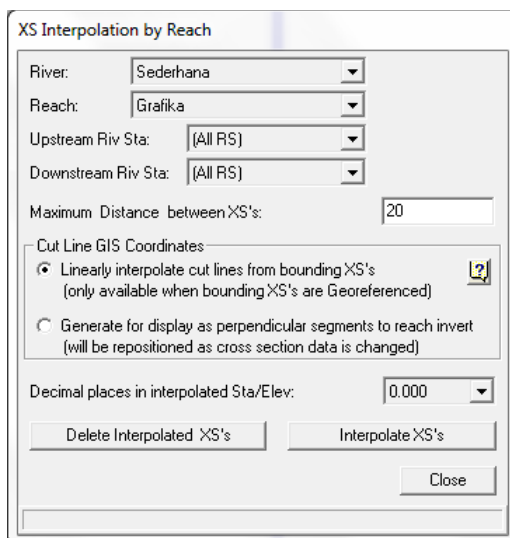 XS Interpolation by Reach
River: Sederhana
Reach: Grafika
Upstream Riv Sta: (All RS)
Downstream Riv Sta: (All RS)
Maximum Distance between XS's: 20
Cut Line GIS Coordinates
Linearly interpolate cut lines from bounding XS's
(only available when bounding XS's are Georeferenced)
?
Generate for display as perpendicular segments to reach invert
(will be repositioned as cross section data is changed)
Decimal places in interpolated Sta/Elev: 0.000
Delete Interpolated XS's Interpolate XS's
Close